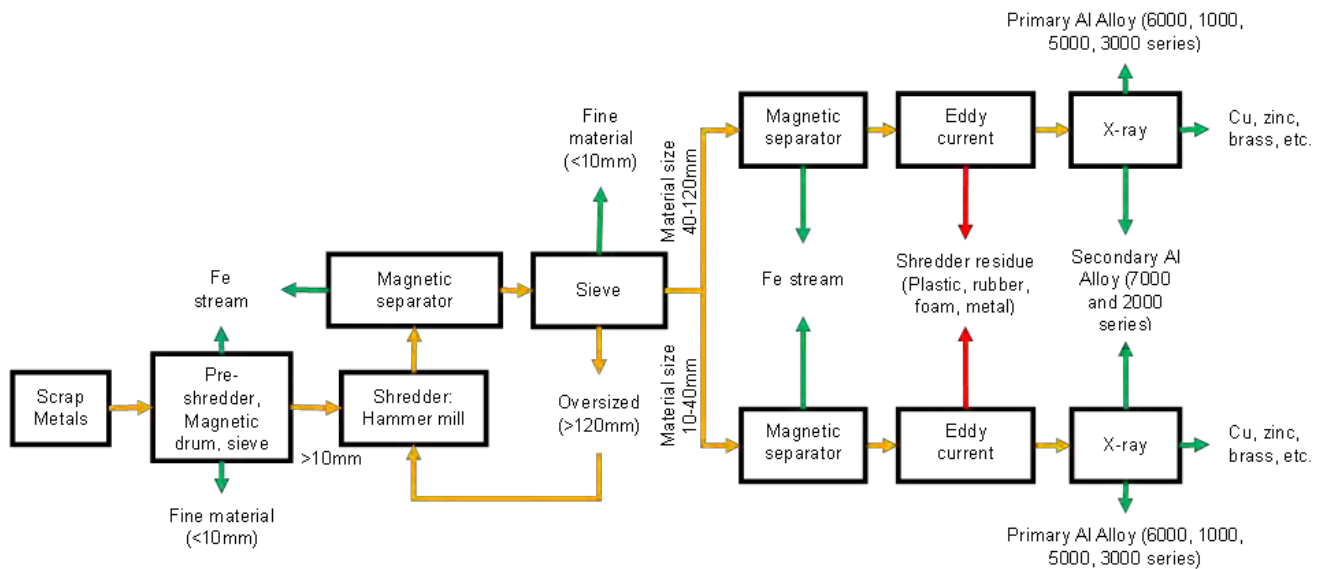 Primary Al Alloy (6000, 1000,
5000, 3000 series)
Fine
material
(<10mm)
Material size
40-120mm
Magnetic
separator
Eddy
current
X-ray
Cu, zinc,
brass, etc.
Fe
stream
Magnetic
separator
Sieve
Fe stream
Shredder residue
(Plastic, rubber,
foam, metal)
Secondary Al
Alloy (7000
and 2000
series)
Scrap
Metals
Pre-
shredder,
Magnetic
drum, sieve
>10mm
Shredder:
Hammer mill
Oversized
(>120mm)
Material size
10-40mm
Magnetic
separator
Eddy
current
X-ray
Cu, zinc,
brass, etc.
Fine material
(<10mm)
Primary Al Alloy (6000, 1000,
5000, 3000 series)